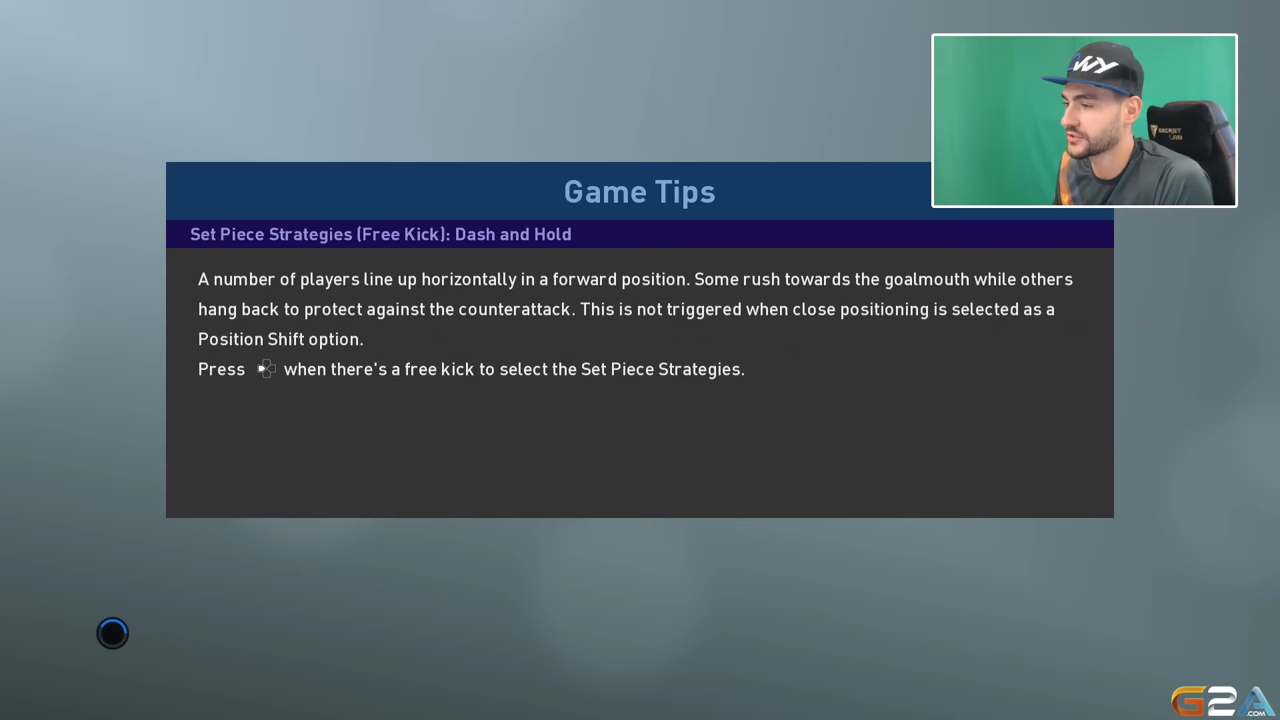 Game Tips
Set Piece Strategies (Free Kick): Dash and Hold
A number of players line up horizontally in a forward position. Some rush towards the goalmouth while others
hang back to protect against the counterattack. This is not triggered when close positioning is selected as a
Position Shift option.
Press when there's a free kick to select the Set Piece Strategies.
SECRET
G2A
.COM